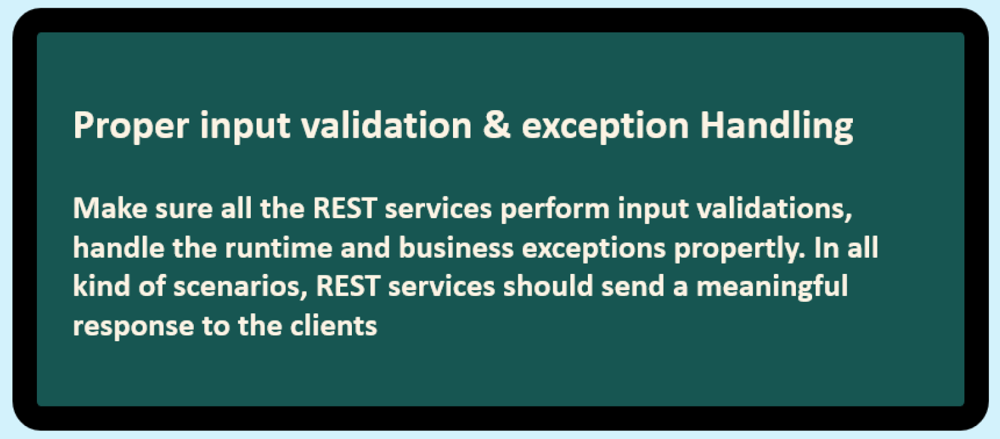 Proper input validation & exception Handling
Make sure all the REST services perform input validations,
handle the runtime and business exceptions propertly. In all
kind of scenarios, REST services should send a meaningful
response to the clients